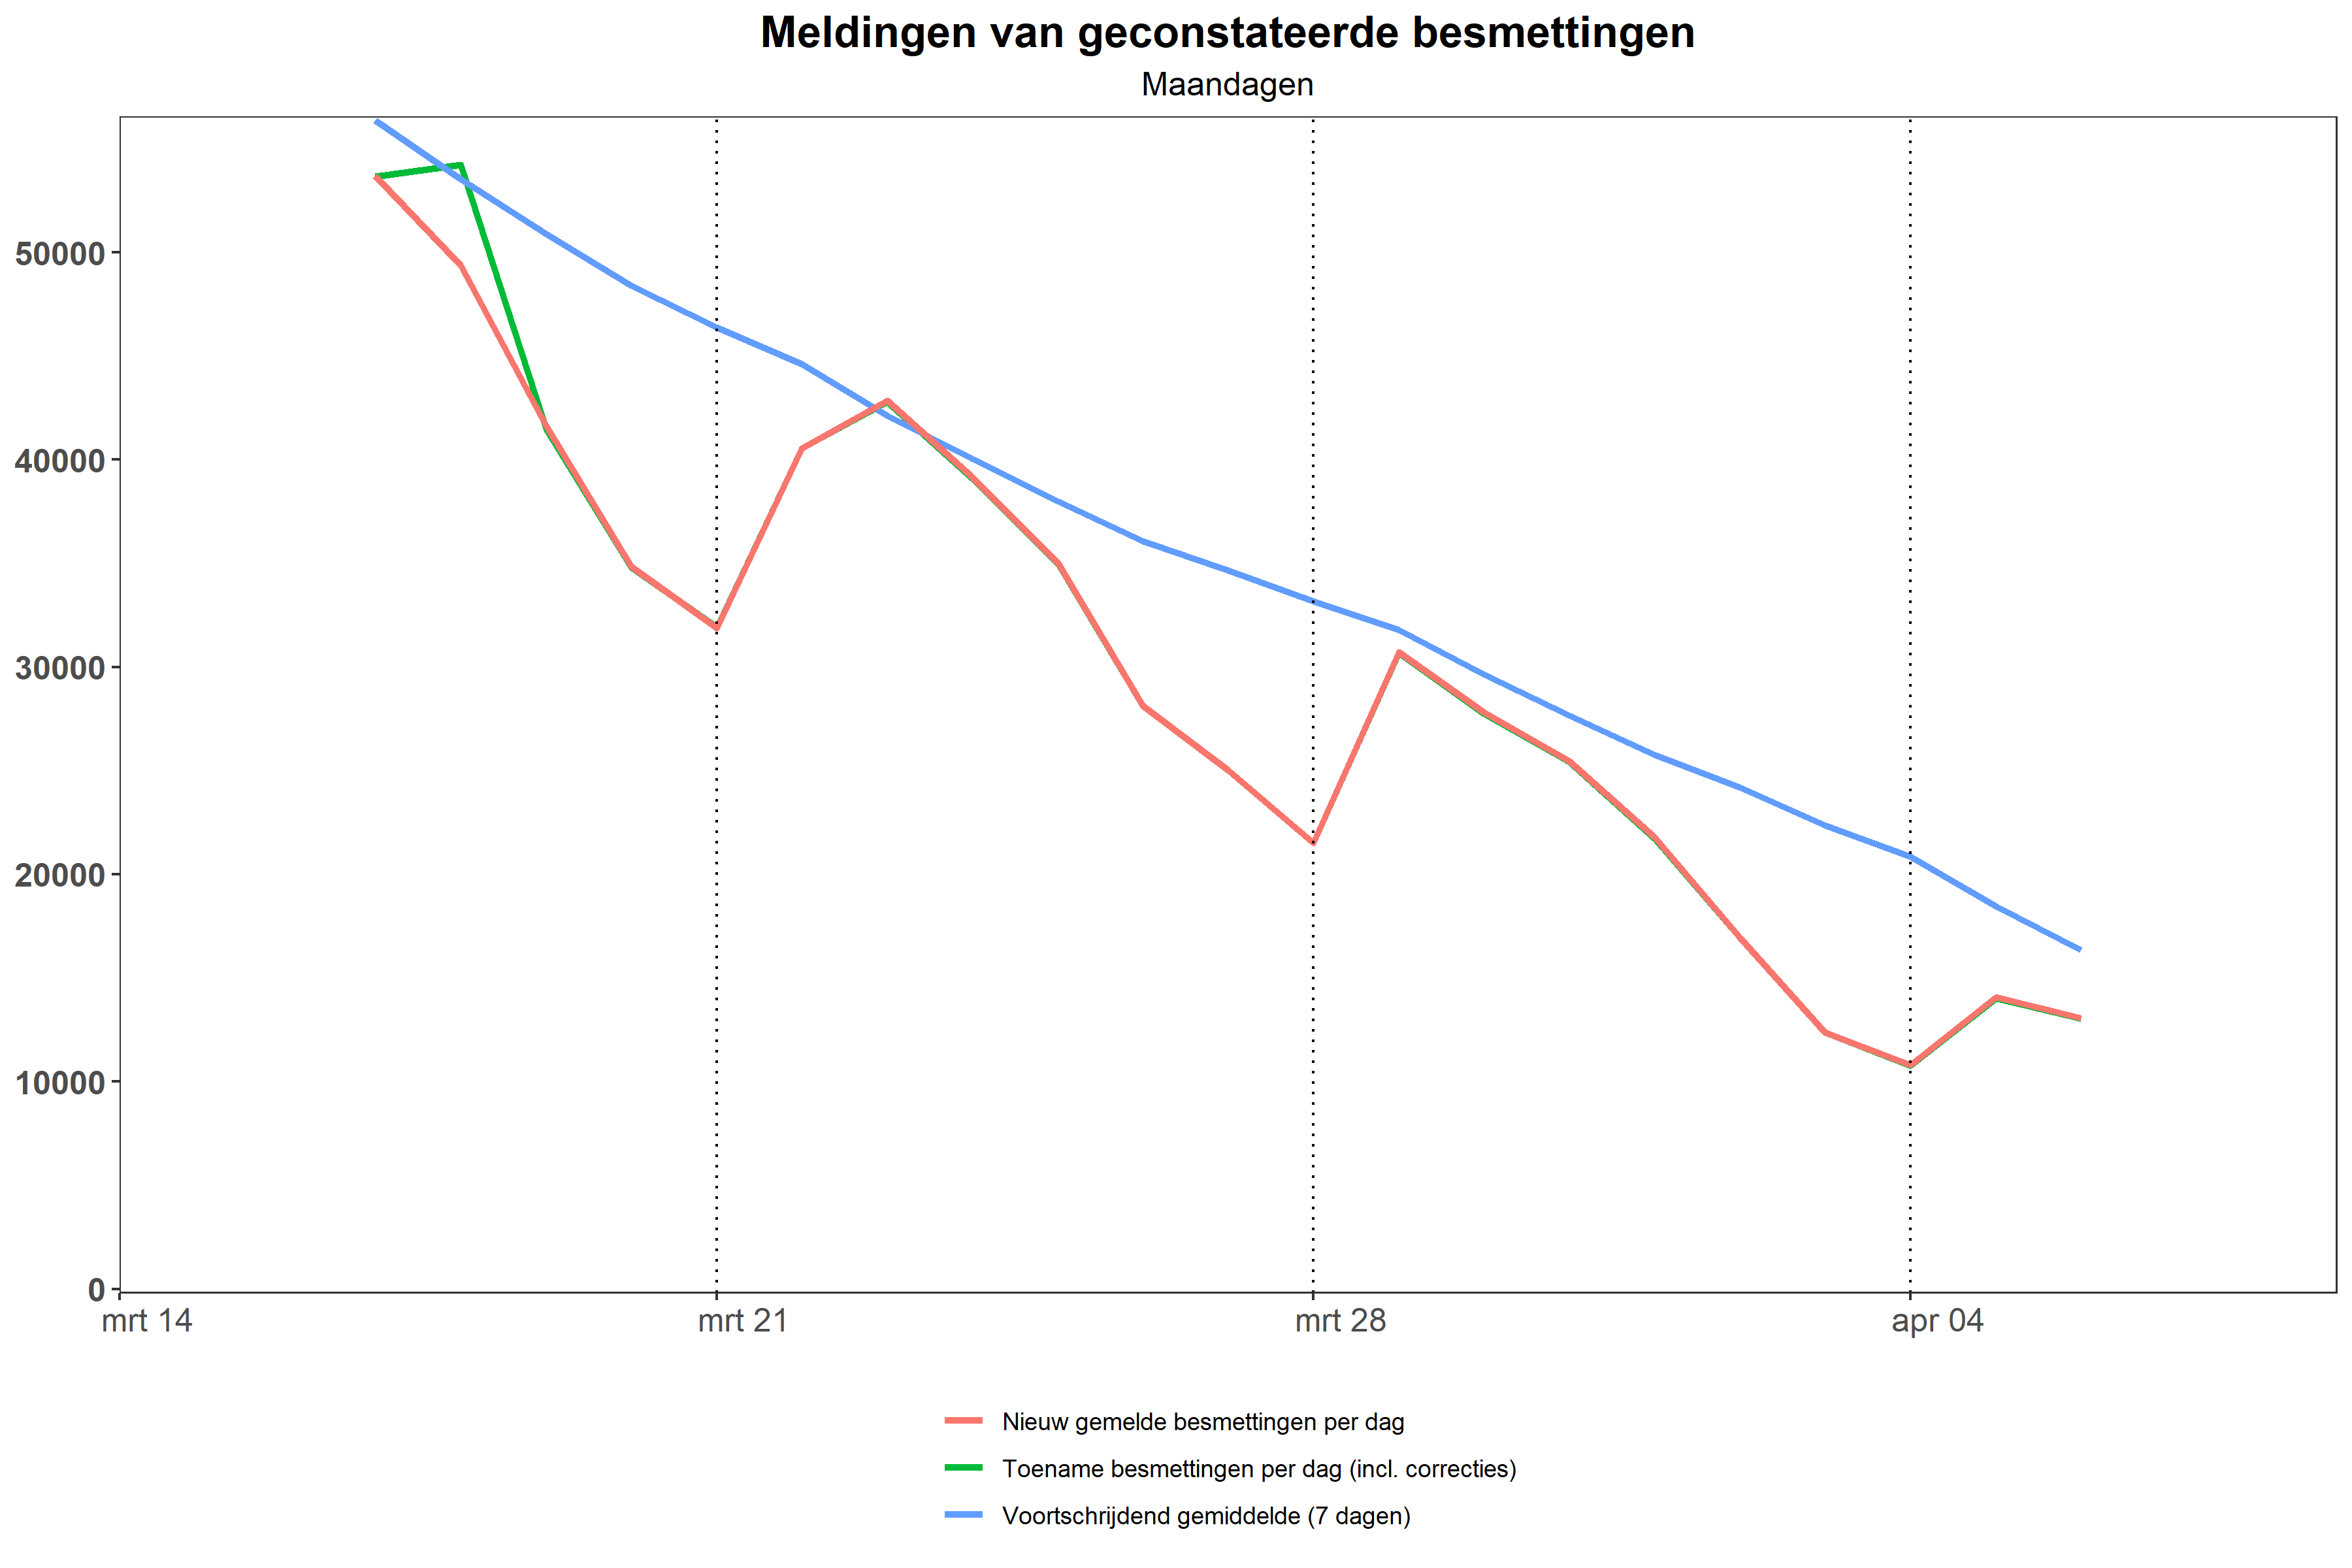 Meldingen van geconstateerde besmettingen
Maandagen
50000
40000
30000
20000
10000
0
mrt 14
mrt 21
mrt 28
apr 04
Nieuw gemelde besmettingen per dag
Toename besmettingen per dag (incl. correcties)
Voortschrijdend gemiddelde (7 dagen)